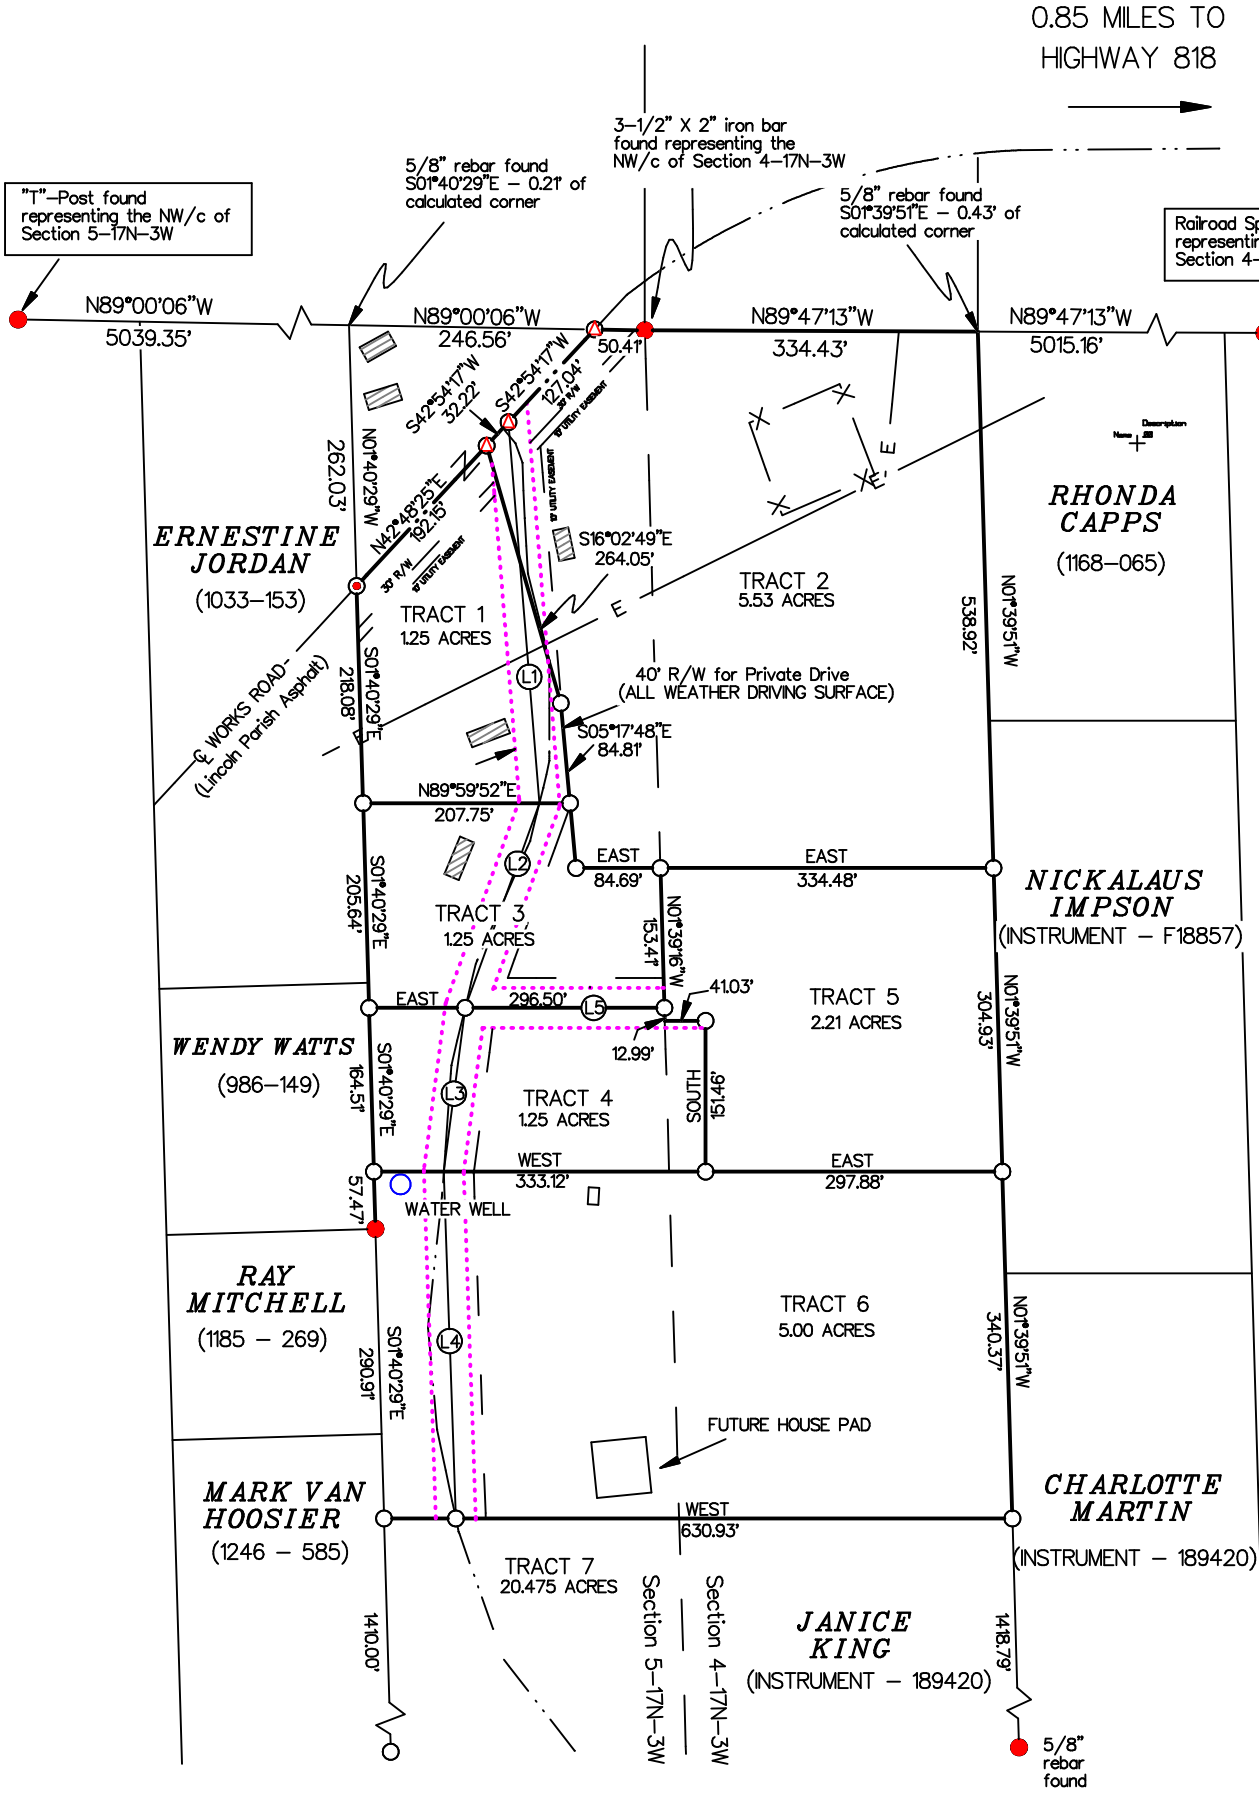 0.85 MILES TO
HIGHWAY 818
3-1/2" X 2" iron bar
found representing the
NW/c of Section 4-17N-3W
5/8" rebar found
S01°40'29"E - 0.21' of
calculated corner
"T"-Post found
representing the NW/c of
Section 5-17N-3W
5/8" rebar found
S01°39'51"E - 0.43' of
calculated corner
Railroad Sp
representin
Section 4-
N89°00'06"W
5039.35'
N89°00'06"W
246.56'
50.41'
N89°47'13"W
334.43'
N89°47'13"W
5015.16'
S42°54'17"W
32.22'
S42°54'17"W
127.04'
30' R/W
10' UTILITY EASEMENT
10' UTILITY EASEMENT
N01°40'29"W
262.03'
N42°48'25"E
192.15'
30' R/W
10' UTILITY EASEMENT
X
X
X
X
E
E
E
E
Description
Name
RHONDA
CAPPS
(1168-065)
ERNESTINE
JORDAN
(1033-153)
S16°02'49"E
264.05'
TRACT 1
1.25 ACRES
TRACT 2
5.53 ACRES
N01°39'51"W
538.92'
S01°40'29"E
218.08'
℄ WORKS ROAD-
(Lincoln Parish Asphalt)
L1
40' R/W for Private Drive
(ALL WEATHER DRIVING SURFACE)
S05°17'48"E
84.81'
N89°59'52"E
207.75'
L2
EAST
84.69'
EAST
334.48'
S01°40'29"E
205.64'
TRACT 3
1.25 ACRES
N01°39'16"W
153.41'
NICKALAUS
IMPSON
(INSTRUMENT - F18857)
EAST
296.50'
L5
41.03'
12.99'
TRACT 5
2.21 ACRES
N01°39'51"W
304.93'
WENDY WATTS
(986-149)
S01°40'29"E
164.51'
L3
TRACT 4
1.25 ACRES
SOUTH
151.46'
WEST
333.12'
EAST
297.88'
57.47'
WATER WELL
RAY
MITCHELL
(1185 - 269)
S01°40'29"E
290.91'
L4
TRACT 6
5.00 ACRES
N01°39'51"W
340.37'
FUTURE HOUSE PAD
MARK VAN
HOOSIER
(1246 - 585)
WEST
630.93'
CHARLOTTE
MARTIN
(INSTRUMENT - 189420)
TRACT 7
20.475 ACRES
Section 5-17N-3W
Section 4-17N-3W
JANICE
KING
(INSTRUMENT - 189420)
1410.00'
1418.79'
5/8"
rebar
found